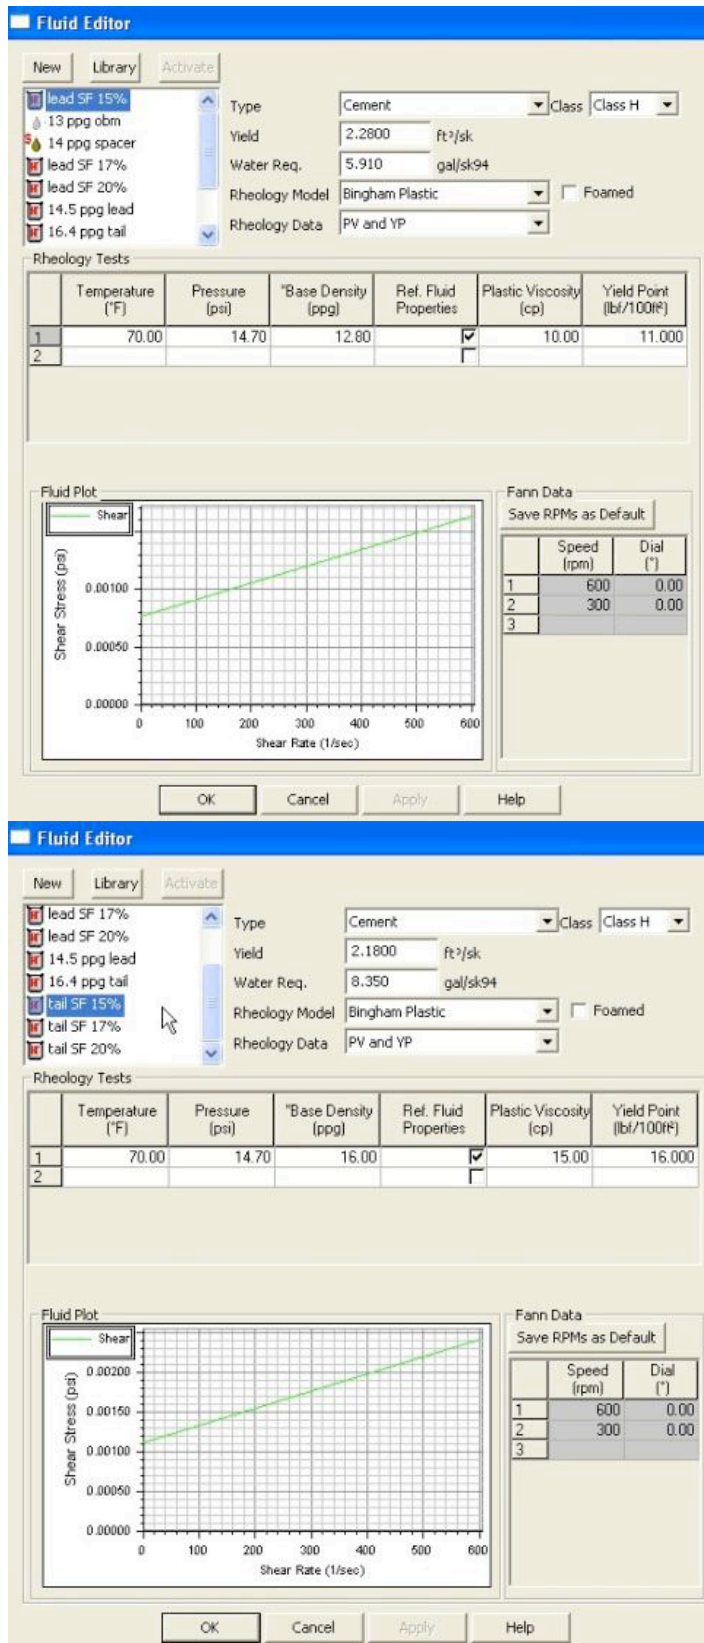 Fluid Editor
New Library Activate
lead SF 15%
13 ppg obm
14 ppg spacer
lead SF 17%
lead SF 20%
14.5 ppg lead
16.4 ppg tail
Type Cement Class Class H
Yield 2.2800 ft³/sk
Water Req. 5.910 gal/sk94
Rheology Model Bingham Plastic Foamed
Rheology Data PV and YP
Rheology Tests
Temperature (°F) Pressure (psi) "Base Density (ppg) Ref. Fluid Properties Plastic Viscosity (cp) Yield Point (lbf/100ft²)
1 70.00 14.70 12.80 10.00 11.000
2
Fluid Plot
Shear
Shear Stress (psi)
0.00100
0.00050
0.00000
0 100 200 300 400 500 600
Shear Rate (1/sec)
Fann Data
Save RPMs as Default
Speed (rpm) Dial (°)
1 600 0.00
2 300 0.00
3
OK Cancel Apply Help
Fluid Editor
New Library Activate
lead SF 17%
lead SF 20%
14.5 ppg lead
16.4 ppg tail
tail SF 15%
tail SF 17%
tail SF 20%
Type Cement Class Class H
Yield 2.1800 ft³/sk
Water Req. 8.350 gal/sk94
Rheology Model Bingham Plastic Foamed
Rheology Data PV and YP
Rheology Tests
Temperature (°F) Pressure (psi) "Base Density (ppg) Ref. Fluid Properties Plastic Viscosity (cp) Yield Point (lbf/100ft²)
1 70.00 14.70 16.00 15.00 16.000
2
Fluid Plot
Shear
Shear Stress (psi)
0.00200
0.00150
0.00100
0.00050
0.00000
0 100 200 300 400 500 600
Shear Rate (1/sec)
Fann Data
Save RPMs as Default
Speed (rpm) Dial (°)
1 600 0.00
2 300 0.00
3
OK Cancel Apply Help